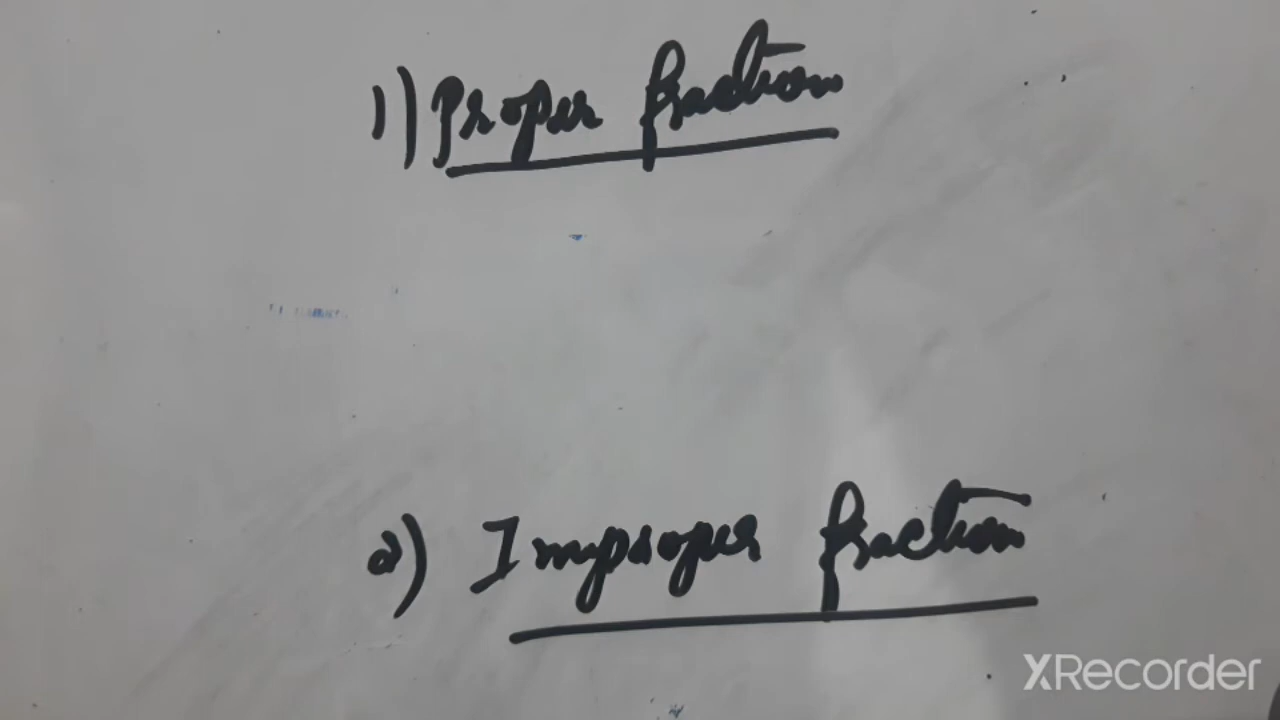 1) Proper fraction
2) Improper fraction
XRecorder